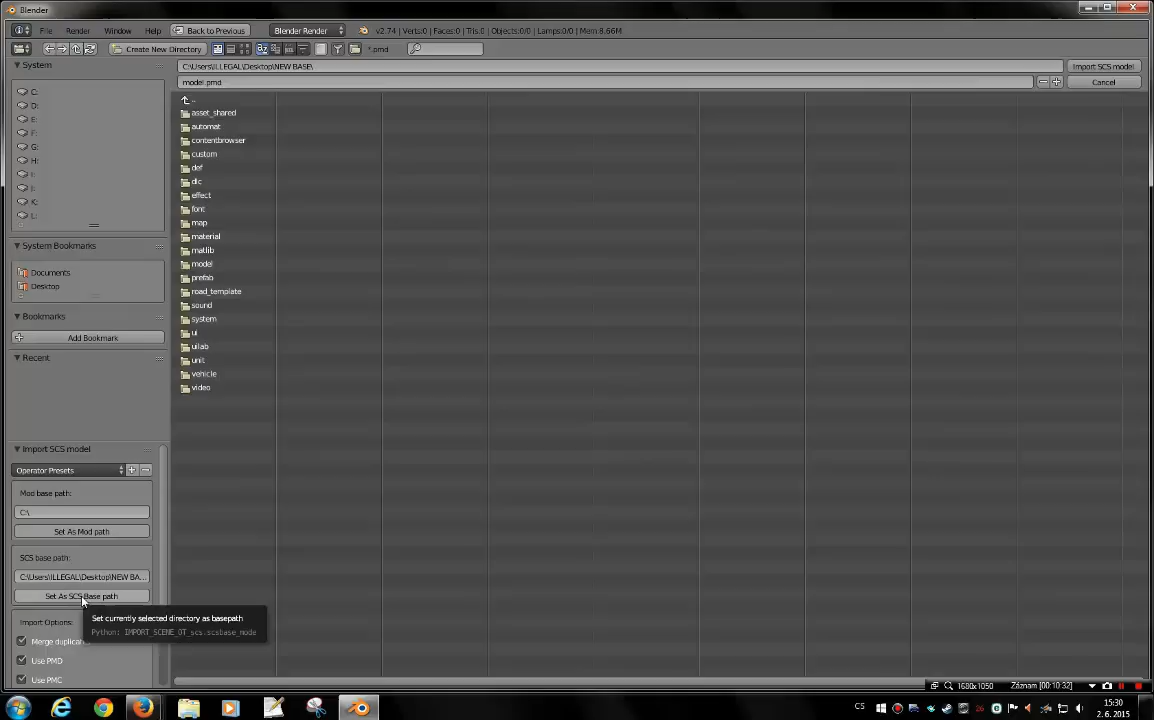 Blender
File Render Window Help Back to Previous Blender Render v2.74 | Verts:0 | Faces:0 | Tris:0 | Objects:0/0 | Lamps:0/0 | Mem:8.66M
Create New Directory *.pmd
System
C:\Users\ILLEGAL\Desktop\NEW BASE\
Import SCS model
model.pmd
Cancel
C:
D:
E:
F:
G:
H:
I:
J:
K:
L:
..
asset_shared
automat
contentbrowser
custom
def
dlc
effect
font
map
material
matlib
model
prefab
road_template
sound
system
ui
uilab
unit
vehicle
video
System Bookmarks
Documents
Desktop
Bookmarks
Add Bookmark
Recent
Import SCS model
Operator Presets
Mod base path:
C:\
Set As Mod path
SCS base path:
C:\Users\ILLEGAL\Desktop\NEW BA...
Set As SCS Base path
Set currently selected directory as basepath
Python: IMPORT_SCENE_OT_scs.scsbase_mode
Import Options:
Merge duplicat
Use PMD
Use PMC
1680x1050 Záznam [00:10:32]
CS
26
15:30
2. 6. 2015